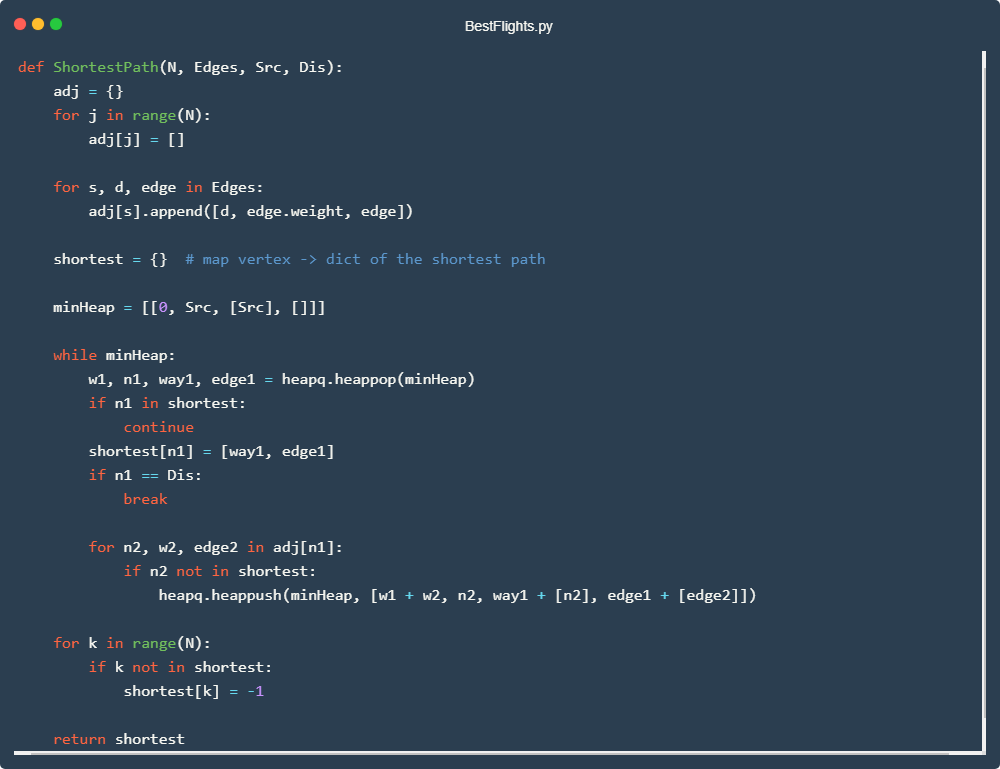 BestFlights.py
def ShortestPath(N, Edges, Src, Dis):
    adj = {}
    for j in range(N):
        adj[j] = []
    for s, d, edge in Edges:
        adj[s].append([d, edge.weight, edge])
    shortest = {}  # map vertex -> dict of the shortest path
    minHeap = [[0, Src, [Src], []]]
    while minHeap:
        w1, n1, way1, edge1 = heapq.heappop(minHeap)
        if n1 in shortest:
            continue
        shortest[n1] = [way1, edge1]
        if n1 == Dis:
            break
        for n2, w2, edge2 in adj[n1]:
            if n2 not in shortest:
                heapq.heappush(minHeap, [w1 + w2, n2, way1 + [n2], edge1 + [edge2]])
    for k in range(N):
        if k not in shortest:
            shortest[k] = -1
    return shortest